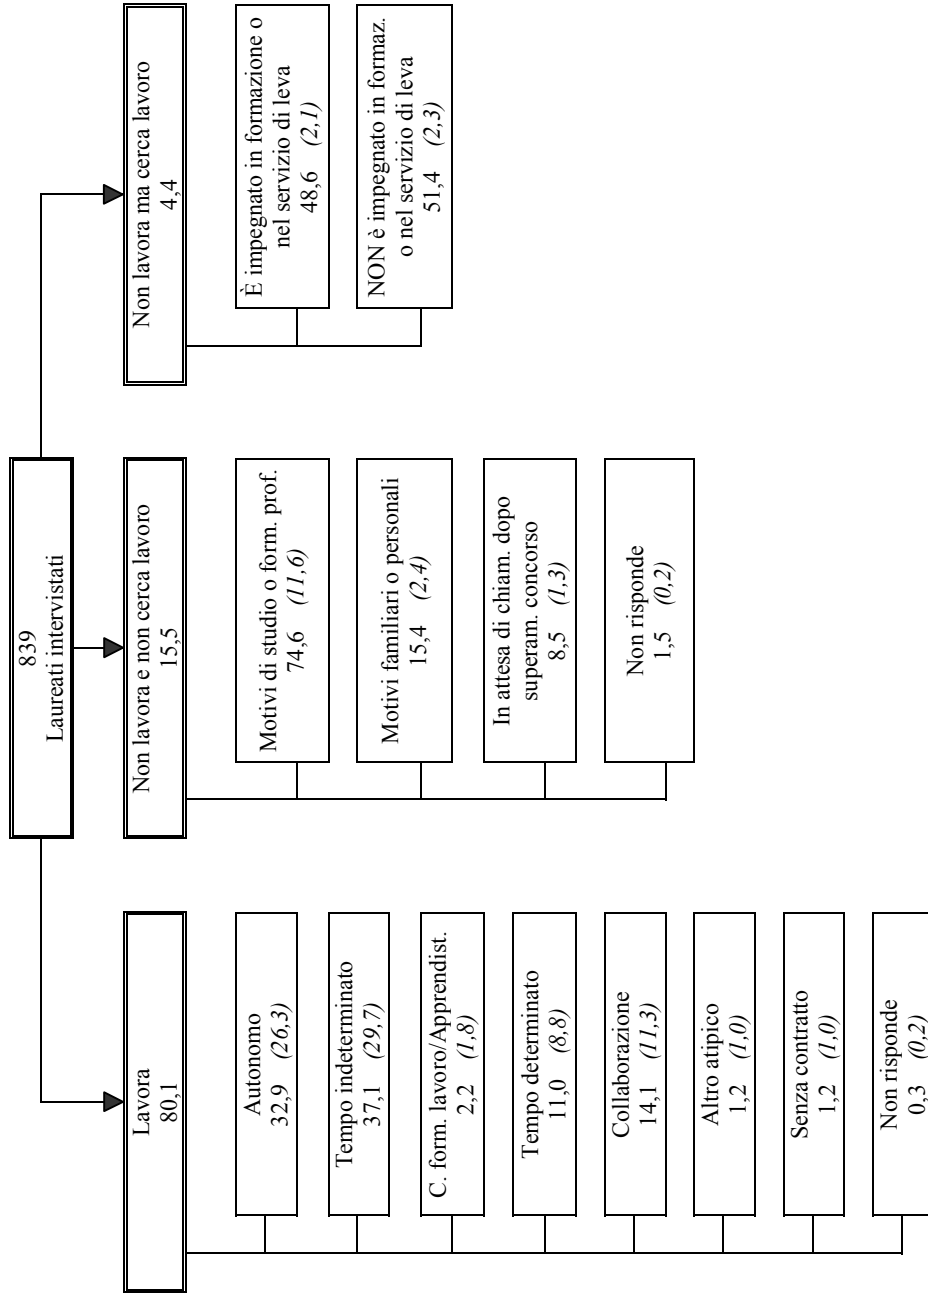 839
Laureati intervistati
Lavora
80,1
Autonomo
32,9 (26,3)
Tempo indeterminato
37,1 (29,7)
C. form. lavoro/Apprendist.
2,2 (1,8)
Tempo determinato
11,0 (8,8)
Collaborazione
14,1 (11,3)
Altro atipico
1,2 (1,0)
Senza contratto
1,2 (1,0)
Non risponde
0,3 (0,2)
Non lavora e non cerca lavoro
15,5
Motivi di studio o form. prof.
74,6 (11,6)
Motivi familiari o personali
15,4 (2,4)
In attesa di chiam. dopo
superam. concorso
8,5 (1,3)
Non risponde
1,5 (0,2)
Non lavora ma cerca lavoro
4,4
È impegnato in formazione o
nel servizio di leva
48,6 (2,1)
NON è impegnato in formaz.
o nel servizio di leva
51,4 (2,3)